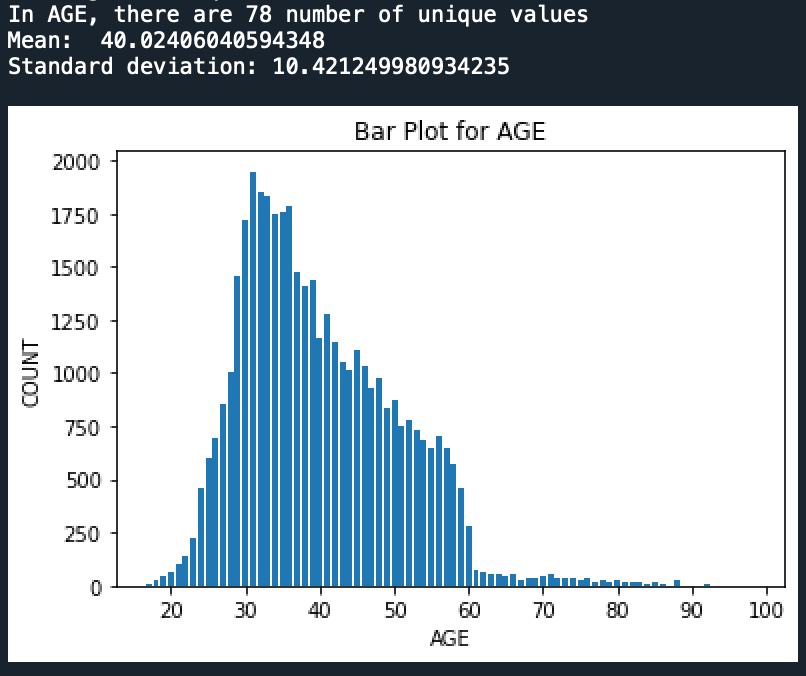 In AGE, there are 78 number of unique values
Mean:  40.02406040594348
Standard deviation: 10.421249980934235
Bar Plot for AGE
2000
1750
1500
1250
1000
750
500
250
0
COUNT
20 30 40 50 60 70 80 90 100
AGE